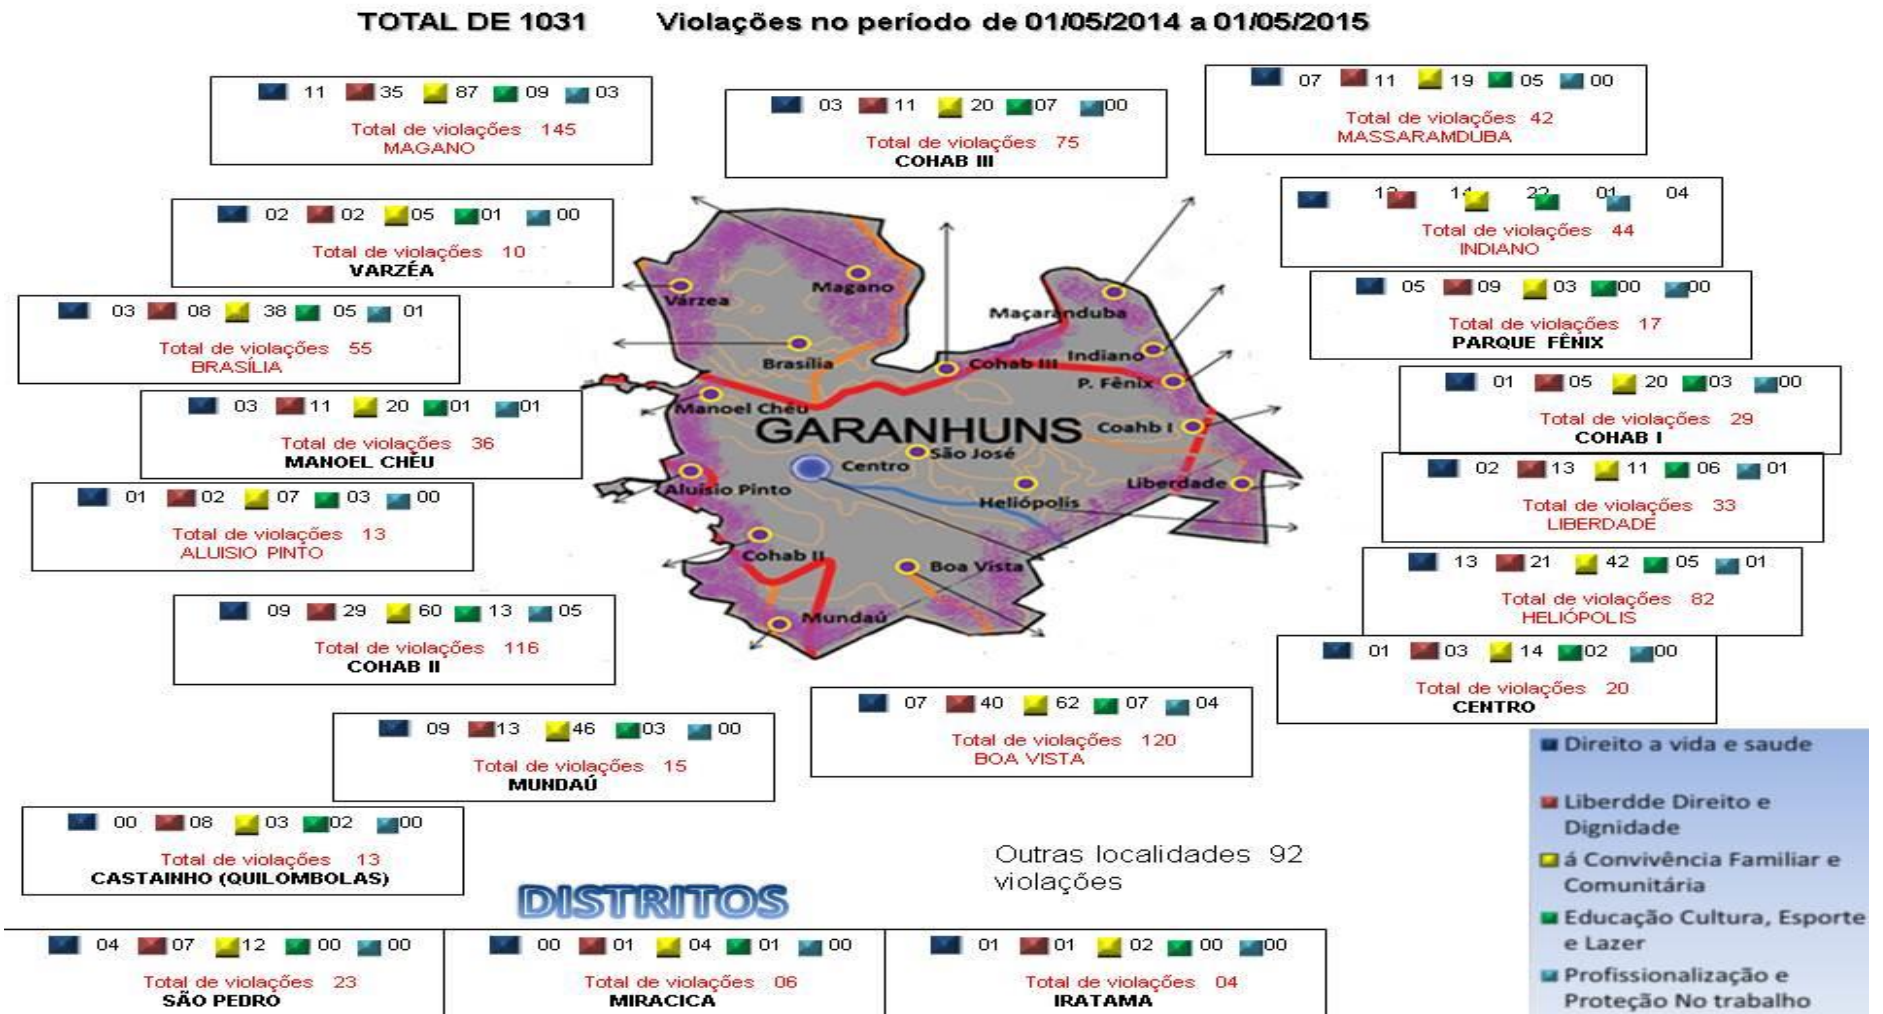 TOTAL DE 1031 Violações no período de 01/05/2014 a 01/05/2015
11 35 87 09 03
Total de violações 145
MAGANO
03 11 20 07 00
Total de violações 75
COHAB III
07 11 19 05 00
Total de violações 42
MASSARAMDUBA
02 02 05 01 00
Total de violações 10
VARZÉA
14 22 01 04
Total de violações 44
INDIANO
03 08 38 05 01
Total de violações 55
BRASÍLIA
05 09 03 00 00
Total de violações 17
PARQUE FÊNIX
03 11 20 01 01
Total de violações 36
MANOEL CHÉU
01 05 20 03 00
Total de violações 29
COHAB I
01 02 07 03 00
Total de violações 13
ALUISIO PINTO
02 13 11 06 01
Total de violações 33
LIBERDADE
09 29 60 13 05
Total de violações 116
COHAB II
13 21 42 05 01
Total de violações 82
HELIÓPOLIS
01 03 14 02 00
Total de violações 20
CENTRO
09 13 46 03 00
Total de violações 15
MUNDAÚ
07 40 62 07 04
Total de violações 120
BOA VISTA
00 08 03 02 00
Total de violações 13
CASTAINHO (QUILOMBOLAS)
Várzea
Magano
Maçaranduba
Brasília
Indiano
Cohab III
P. Fênix
Manoel Chéu
GARANHUNS
Coahb I
São José
Centro
Aluísio Pinto
Liberdade
Heliópolis
Cohab II
Boa Vista
Mundaú
Outras localidades 92
violações
DISTRITOS
04 07 12 00 00
Total de violações 23
SÃO PEDRO
00 01 04 01 00
Total de violações 06
MIRACICA
01 01 02 00 00
Total de violações 04
IRATAMA
Direito a vida e saude
Liberdde Direito e
Dignidade
á Convivência Familiar e
Comunitária
Educação Cultura, Esporte
e Lazer
Profissionalização e
Proteção No trabalho